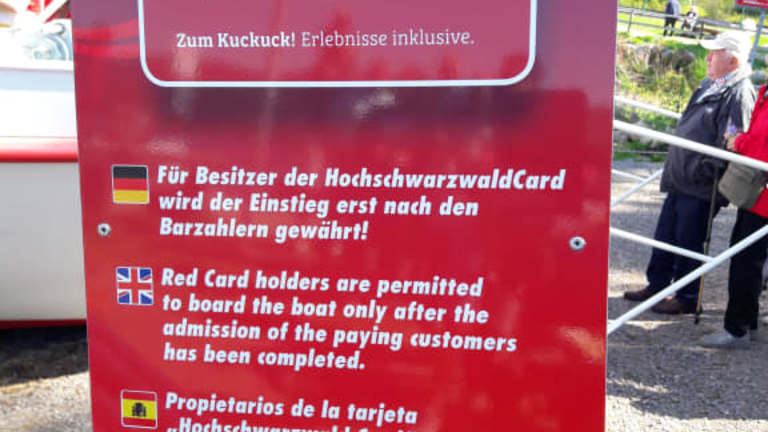 Zum Kuckuck! Erlebnisse inklusive.
Für Besitzer der HochschwarzwaldCard
wird der Einstieg erst nach den
Barzahlern gewährt!
Red Card holders are permitted
to board the boat only after the
admission of the paying customers
has been completed.
Propietarios de la tarjeta